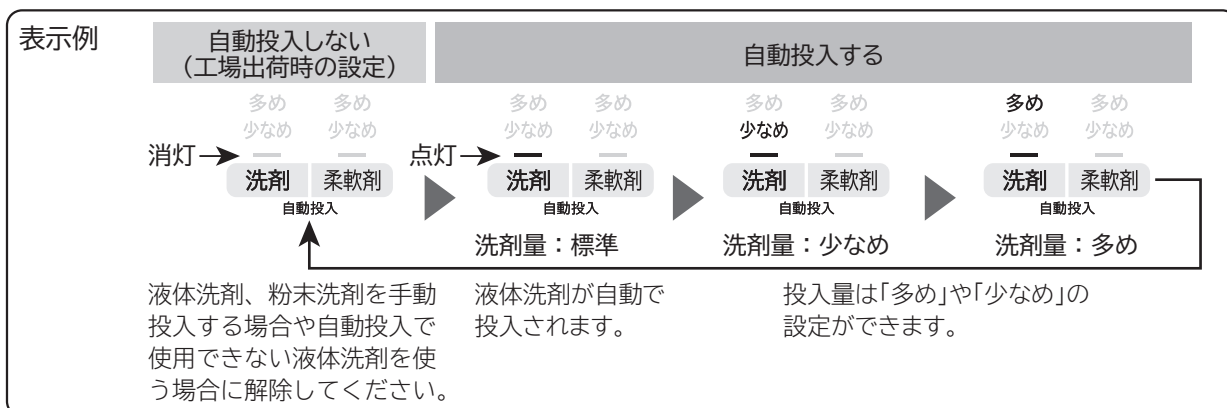 表示例
自動投入しない
（工場出荷時の設定）
自動投入する
多め 多め
少なめ 少なめ
消灯
洗剤 柔軟剤
自動投入
多め 多め
少なめ 少なめ
点灯
洗剤 柔軟剤
自動投入
洗剤量：標準
多め 多め
少なめ 少なめ
洗剤 柔軟剤
自動投入
洗剤量：少なめ
多め 多め
少なめ 少なめ
洗剤 柔軟剤
自動投入
洗剤量：多め
液体洗剤、粉末洗剤を手動
投入する場合や自動投入で
使用できない液体洗剤を使
う場合に解除してください。
液体洗剤が自動で
投入されます。
投入量は「多め」や「少なめ」の
設定ができます。